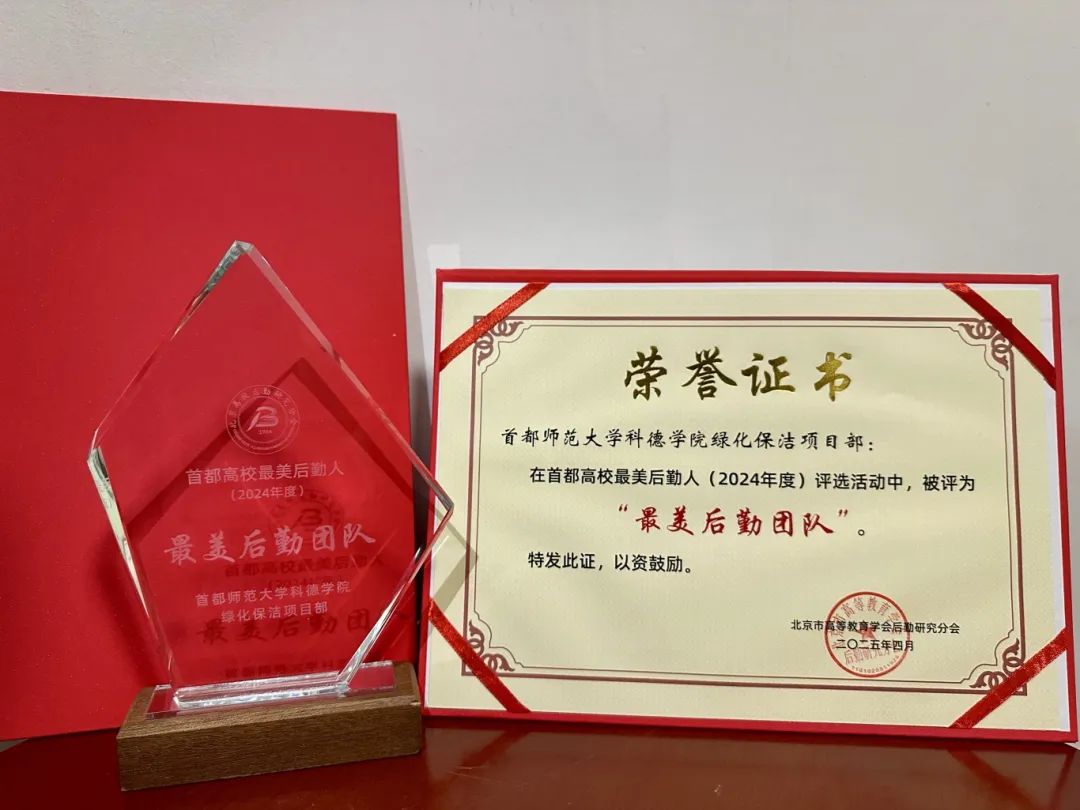 首都高校最美后勤人
（2024年度）
最美后勤团队
首都师范大学科德学院
绿化保洁项目部
荣誉证书
首都师范大学科德学院绿化保洁项目部：
在首都高校最美后勤人（2024年度）评选活动中，被评为
“最美后勤团队”。
特发此证，以资鼓励。
北京市高等教育学会后勤研究分会
二〇二五年四月